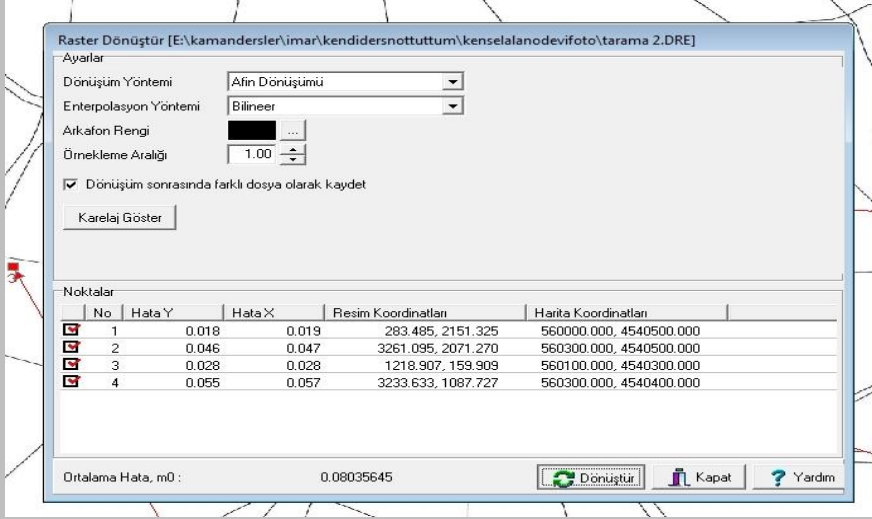 Raster Dönüştür [E:\kamandersler\imar\kendidersnottuttum\kenselalanodevifoto\tarama 2.DRE]
Ayarlar
Dönüşüm Yöntemi Afin Dönüşümü
Enterpolasyon Yöntemi Bilineer
Arkafon Rengi ...
Örnekleme Aralığı 1.00
Dönüşüm sonrasında farklı dosya olarak kaydet
Karelaj Göster
Noktalar
No Hata Y Hata X Resim Koordinatları Harita Koordinatları
1 0.018 0.019 283.485, 2151.325 560000.000, 4540500.000
2 0.046 0.047 3261.095, 2071.270 560300.000, 4540500.000
3 0.028 0.028 1218.907, 159.909 560100.000, 4540300.000
4 0.055 0.057 3233.633, 1087.727 560300.000, 4540400.000
Ortalama Hata, m0 : 0.08035645 Dönüştür Kapat ? Yardım